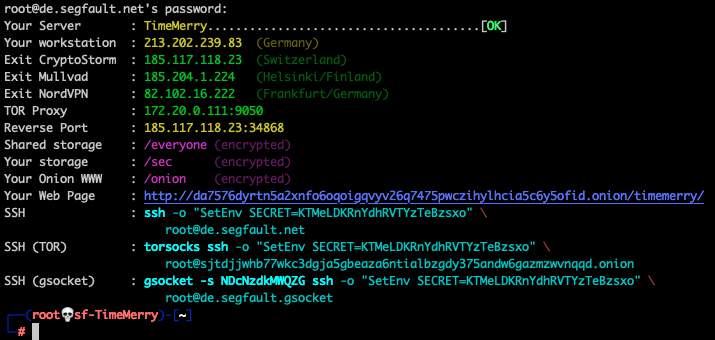 root@de.segfault.net's password:
Your Server       : TimeMerry.......................................[OK]
Your workstation  : 213.202.239.83  (Germany)
Exit CryptoStorm  : 185.117.118.23  (Switzerland)
Exit Mullvad      : 185.204.1.224   (Helsinki/Finland)
Exit NordVPN      : 82.102.16.222   (Frankfurt/Germany)
TOR Proxy         : 172.20.0.111:9050
Reverse Port      : 185.117.118.23:34868
Shared storage    : /everyone (encrypted)
Your storage      : /sec      (encrypted)
Your Onion WWW    : /onion    (encrypted)
Your Web Page     : http://da7576dyrtn5a2xnfo6oqoigqvyv26q7475pwczihylhcia5c6y5ofid.onion/timemerry/
SSH               : ssh -o "SetEnv SECRET=KTMeLDKRnYdhRVTYzTeBzsxo" \
                       root@de.segfault.net
SSH (TOR)         : torsocks ssh -o "SetEnv SECRET=KTMeLDKRnYdhRVTYzTeBzsxo" \
                       root@sjtdjjwhb77wkc3dgja5gbeaza6ntialbzgdy375andw6gazmzwvnqqd.onion
SSH (gsocket)     : gsocket -s NDcNzdkMWQZG ssh -o "SetEnv SECRET=KTMeLDKRnYdhRVTYzTeBzsxo" \
                       root@de.segfault.gsocket
┌──(root💀sf-TimeMerry)-[~]
└─#